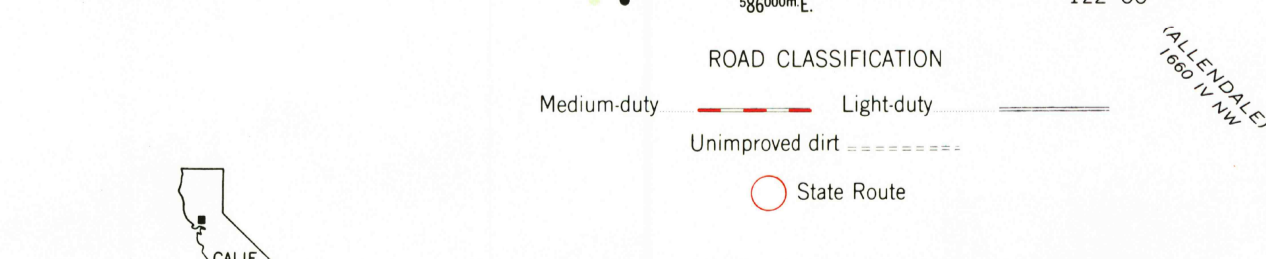 586000m.E.
ROAD CLASSIFICATION
Medium-duty Light-duty
Unimproved dirt
State Route
(ALLENDALE)
1660 IV NW
CALIF